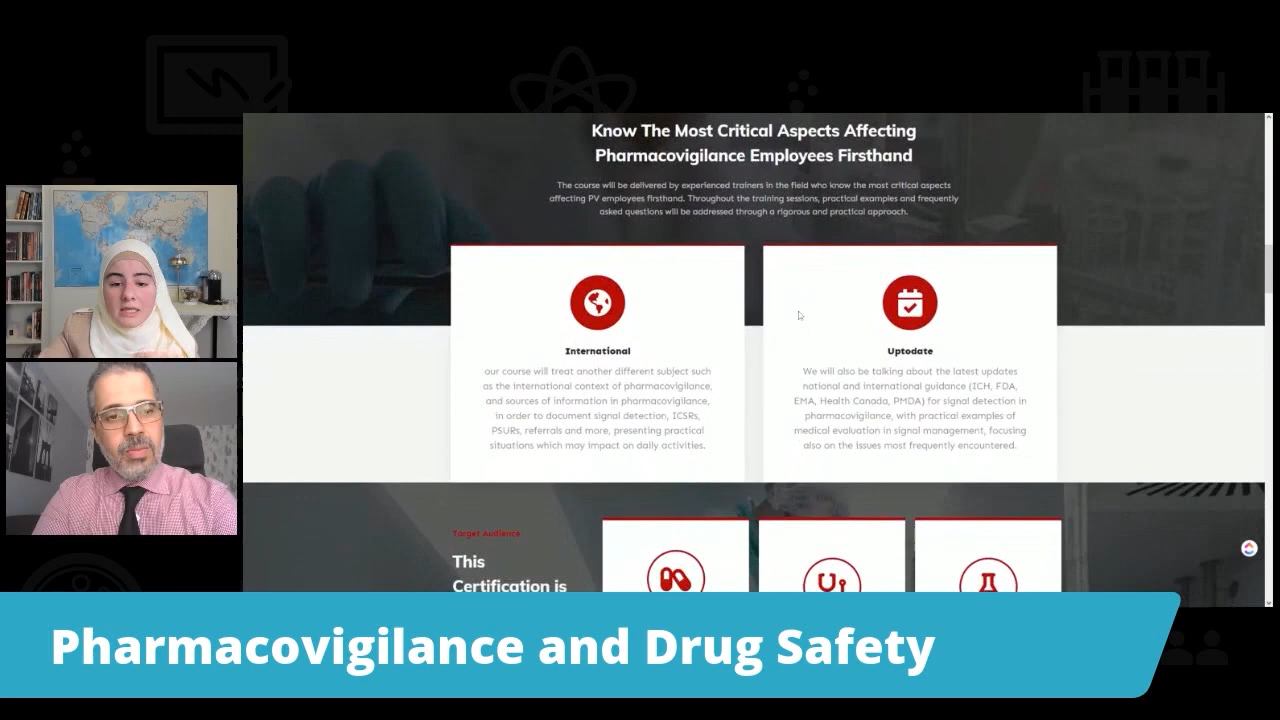 Know The Most Critical Aspects Affecting
Pharmacovigilance Employees Firsthand
The course will be delivered by experienced trainers in the field who know the most critical aspects
affecting PV employees firsthand. Throughout the training sessions, practical examples and frequently
asked questions will be addressed through a rigorous and practical approach.
International
our course will treat another different subject such
as the international context of pharmacovigilance,
and sources of information in pharmacovigilance,
in order to document signal detection, ICSRs,
PSURs, referrals and more, presenting practical
situations which may impact on daily activities.
Uptodate
We will also be talking about the latest updates
national and international guidance (ICH, FDA,
EMA, Health Canada, PMDA) for signal detection in
pharmacovigilance, with practical examples of
medical evaluation in signal management, focusing
also on the issues most frequently encountered.
Target Audience
This
Certification is
Pharmacovigilance and Drug Safety